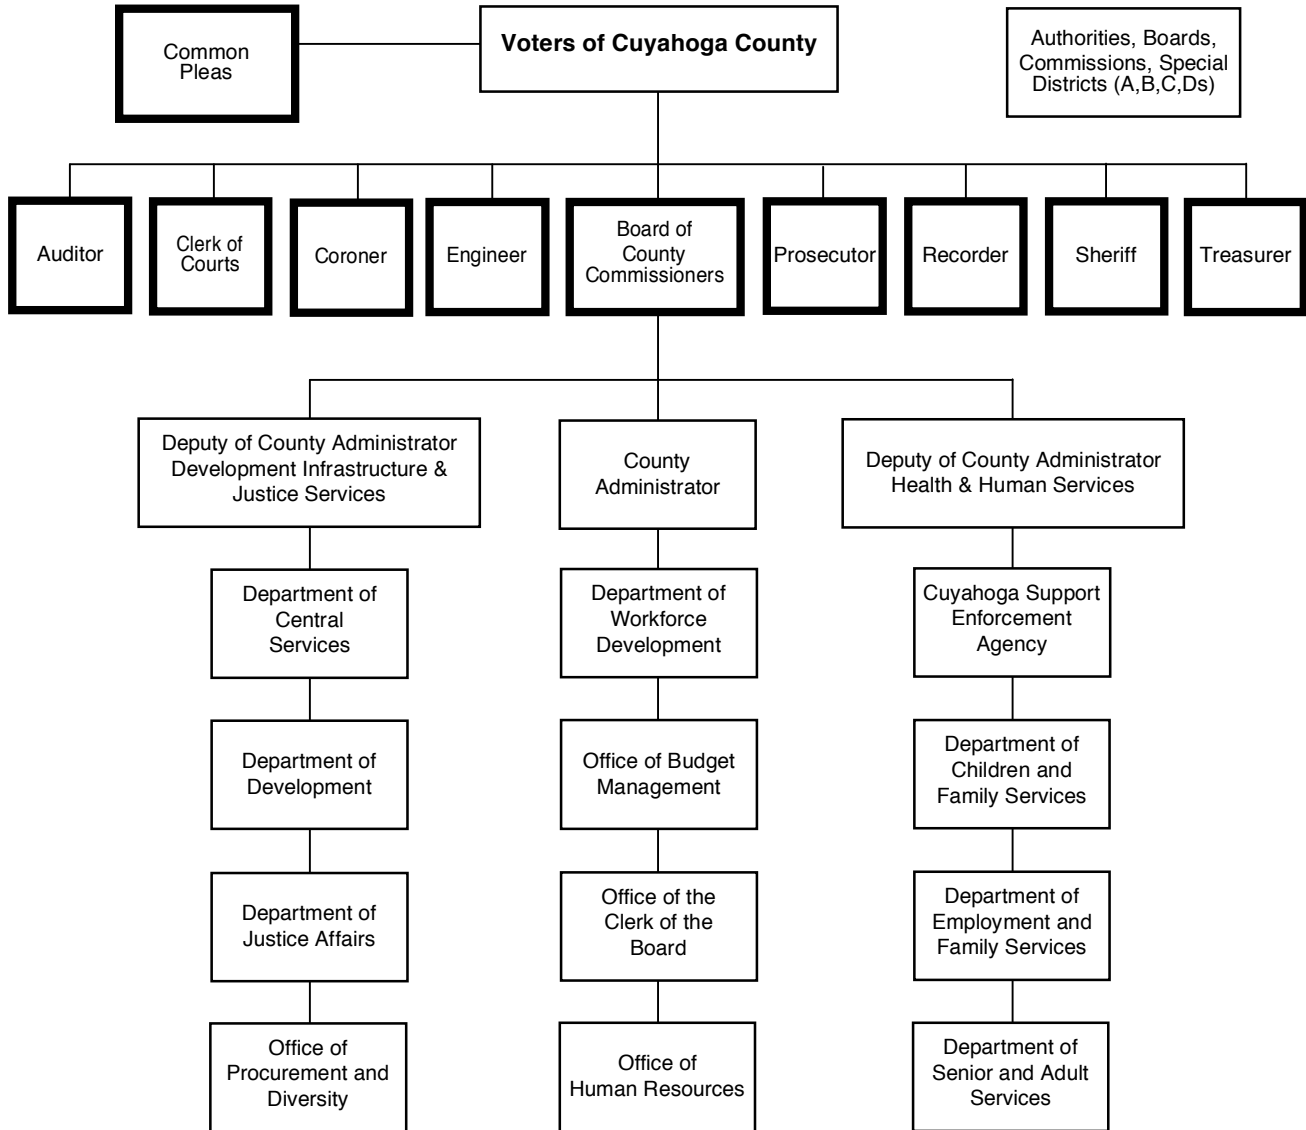 Common
Pleas
Voters of Cuyahoga County
Authorities, Boards,
Commissions, Special
Districts (A,B,C,Ds)
Auditor
Clerk of
Courts
Coroner
Engineer
Board of
County
Commissioners
Prosecutor
Recorder
Sheriff
Treasurer
Deputy of County Administrator
Development Infrastructure &
Justice Services
County
Administrator
Deputy of County Administrator
Health & Human Services
Department of
Central
Services
Department of
Workforce
Development
Cuyahoga Support
Enforcement
Agency
Department of
Development
Office of Budget
Management
Department of
Children and
Family Services
Department of
Justice Affairs
Office of the
Clerk of the
Board
Department of
Employment and
Family Services
Office of
Procurement and
Diversity
Office of
Human Resources
Department of
Senior and Adult
Services